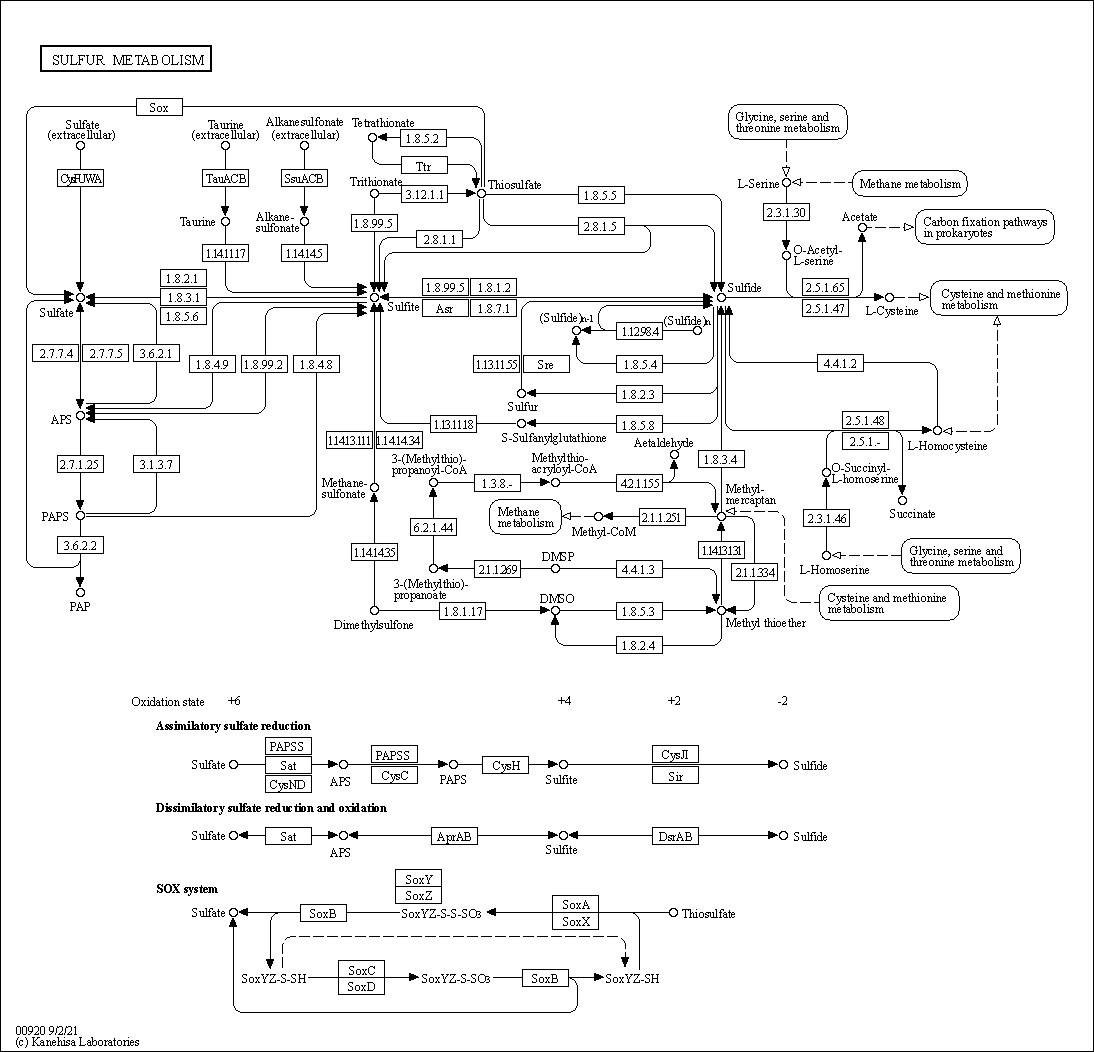 SULFUR METABOLISM
Sox
Sulfate
(extracellular)
Taurine
(extracellular)
Alkanesulfonate
(extracellular)
Tetrathionate
1.8.5.2
Ttr
Glycine, serine and
threonine metabolism
CysPUWA
TauACB
SsuACB
Trithionate
3.12.1.1
Thiosulfate
1.8.5.5
L-Serine
Methane metabolism
Taurine
Alkane-
sulfonate
1.8.99.5
2.8.1.1
2.8.1.5
2.3.1.30
Acetate
Carbon fixation pathways
in prokaryotes
1.14.11.17
1.14.14.5
O-Acetyl-
L-serine
1.8.2.1
1.8.3.1
1.8.5.6
Sulfate
Sulfite
1.8.99.5
1.8.1.2
Asr
1.8.7.1
Sulfide
2.5.1.65
2.5.1.47
L-Cysteine
Cysteine and methionine
metabolism
(Sulfide)n-1
(Sulfide)n
1.12.98.4
2.7.7.4
2.7.7.5
3.6.2.1
1.8.4.9
1.8.99.2
1.8.4.8
1.13.11.55
Sre
1.8.5.4
4.4.1.2
1.8.2.3
Sulfur
APS
1.13.11.18
1.8.5.8
S-Sulfanylglutathione
2.5.1.48
2.5.1.-
L-Homocysteine
1.14.13.111
1.14.14.34
Aetaldehyde
2.7.1.25
3.1.3.7
3-(Methylthio)-
propanoyl-CoA
Methylthio-
acryloyl-CoA
1.8.3.4
O-Succinyl-
L-homoserine
Methane-
sulfonate
1.3.8.-
4.2.1.155
Methyl-
mercaptan
Succinate
PAPS
Methane
metabolism
Methyl-CoM
2.1.1.251
2.3.1.46
6.2.1.44
3.6.2.2
1.14.14.35
1.14.13.131
L-Homoserine
Glycine, serine and
threonine metabolism
DMSP
2.1.1.269
4.4.1.3
2.1.1.334
PAP
3-(Methylthio)-
propanoate
DMSO
Cysteine and methionine
metabolism
1.8.1.17
1.8.5.3
Dimethylsulfone
Methyl thioether
1.8.2.4
Oxidation state
+6
+4
+2
-2
Assimilatory sulfate reduction
PAPSS
Sat
CysND
PAPSS
CysC
CysH
CysJI
Sir
Sulfate
APS
PAPS
Sulfite
Sulfide
Dissimilatory sulfate reduction and oxidation
Sulfate
Sat
APS
AprAB
Sulfite
DsrAB
Sulfide
SOX system
SoxY
SoxZ
Sulfate
SoxB
SoxYZ-S-S-SO3
SoxA
SoxX
Thiosulfate
SoxYZ-S-SH
SoxC
SoxD
SoxYZ-S-SO3
SoxB
SoxYZ-SH
00920 9/2/21
(c) Kanehisa Laboratories